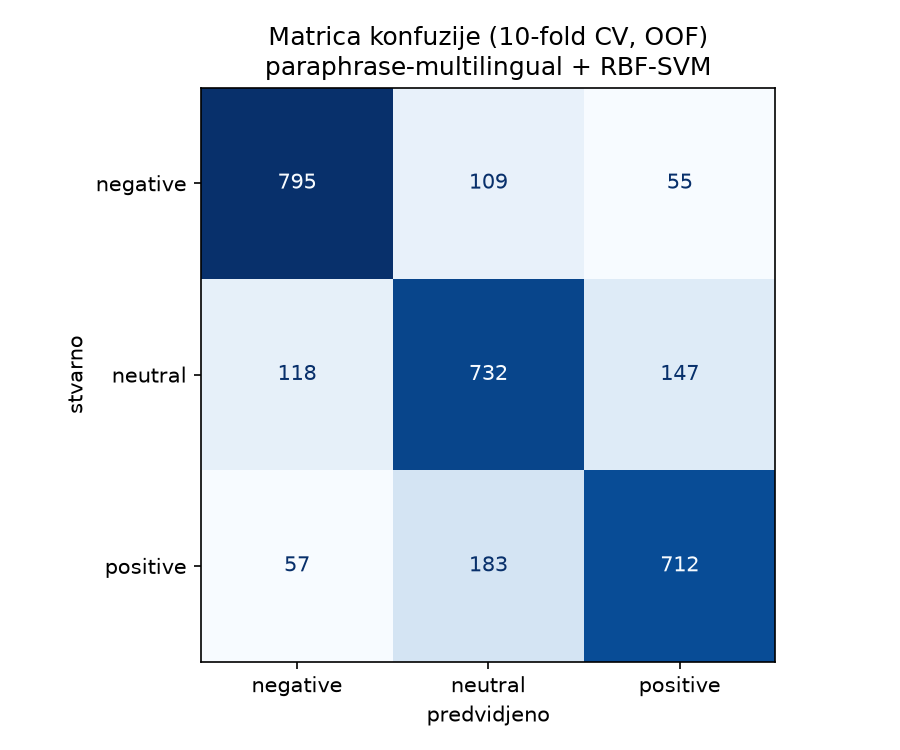 Matrica konfuzije (10-fold CV, OOF)
paraphrase-multilingual + RBF-SVM
negative
795
109
55
stvarno
neutral
118
732
147
positive
57
183
712
negative
neutral
positive
predvidjeno